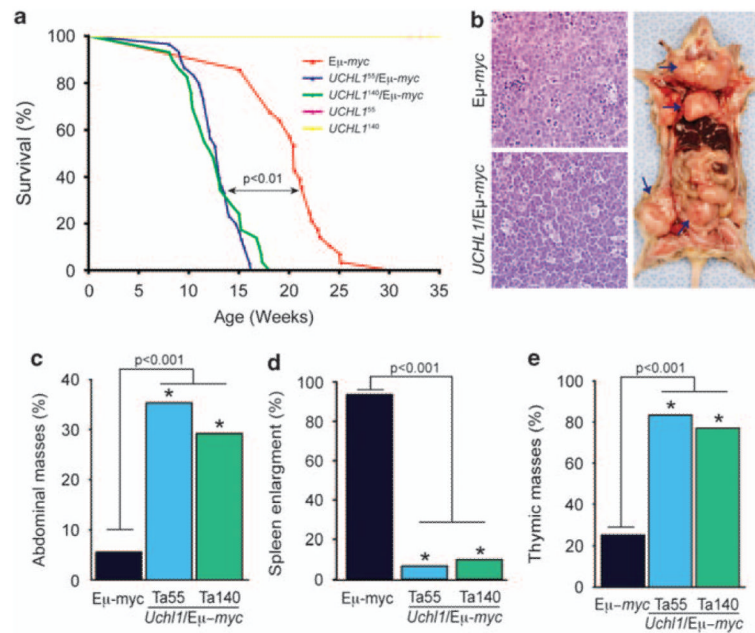 a
100
80
60
40
20
0
Survival (%)
0 5 10 15 20 25 30 35
Age (Weeks)
Eμ-myc
UCHL1⁵⁵/Eμ-myc
UCHL1¹⁴⁰/Eμ-myc
UCHL1⁵⁵
UCHL1¹⁴⁰
p<0.01
b
Eμ-myc
UCHL1/Eμ-myc
c
p<0.001
40
30
20
10
0
Abdominal masses (%)
* *
Eμ-myc Ta55 Ta140
Uchl1/Eμ-myc
d
p<0.001
100
80
60
40
20
0
Spleen enlargment (%)
* *
Eμ-myc Ta55 Ta140
Uchl1/Eμ-myc
e
p<0.001
100
80
60
40
20
0
Thymic masses (%)
* *
Eμ-myc Ta55 Ta140
Uchl1/Eμ-myc